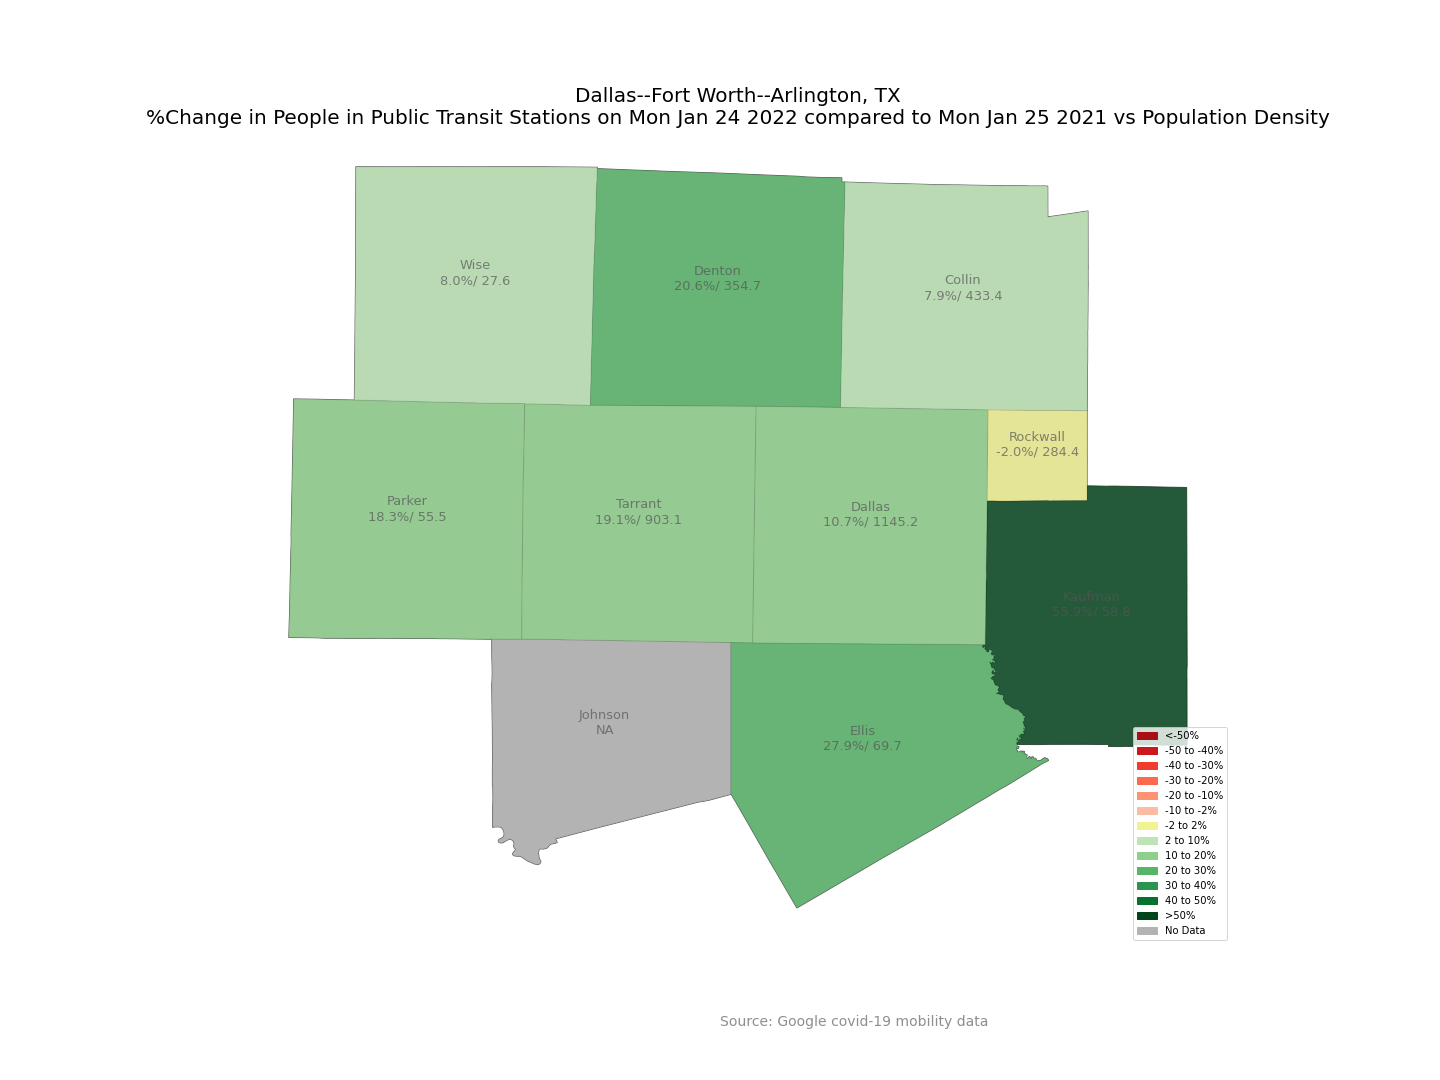 Dallas--Fort Worth--Arlington, TX
%Change in People in Public Transit Stations on Mon Jan 24 2022 compared to Mon Jan 25 2021 vs Population Density
Wise
8.0%/ 27.6
Denton
20.6%/ 354.7
Collin
7.9%/ 433.4
Rockwall
-2.0%/ 284.4
Parker
18.3%/ 55.5
Tarrant
19.1%/ 903.1
Dallas
10.7%/ 1145.2
Kaufman
55.9%/ 58.8
Johnson
NA
Ellis
27.9%/ 69.7
<-50%
-50 to -40%
-40 to -30%
-30 to -20%
-20 to -10%
-10 to -2%
-2 to 2%
2 to 10%
10 to 20%
20 to 30%
30 to 40%
40 to 50%
>50%
No Data
Source: Google covid-19 mobility data